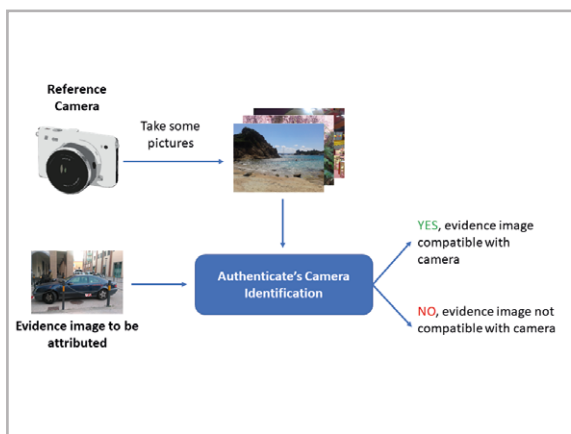 Reference
Camera
Take some
pictures
YES, evidence image
compatible with
camera
Authenticate's Camera
Identification
NO, evidence image not
compatible with camera
Evidence image to be
attributed